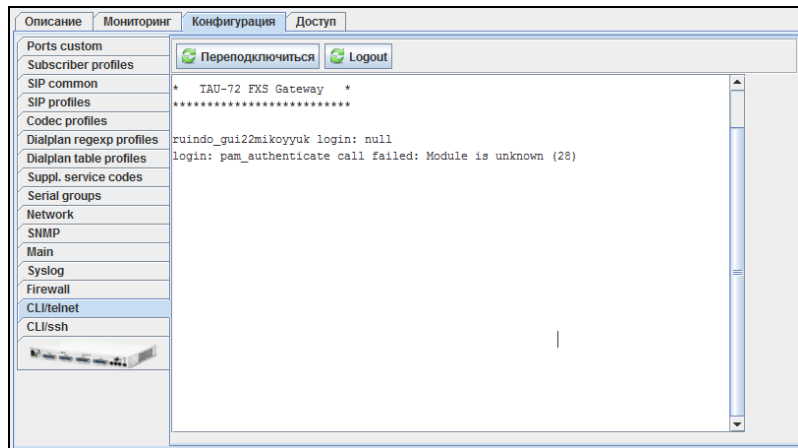 Описание Мониторинг Конфигурация Доступ
Ports custom
Subscriber profiles
SIP common
SIP profiles
Codec profiles
Dialplan regexp profiles
Dialplan table profiles
Suppl. service codes
Serial groups
Network
SNMP
Main
Syslog
Firewall
CLI/telnet
CLI/ssh
Переподключиться Logout
* TAU-72 FXS Gateway *
**************************
ruindo_gui22mikoyyuk login: null
login: pam_authenticate call failed: Module is unknown (28)